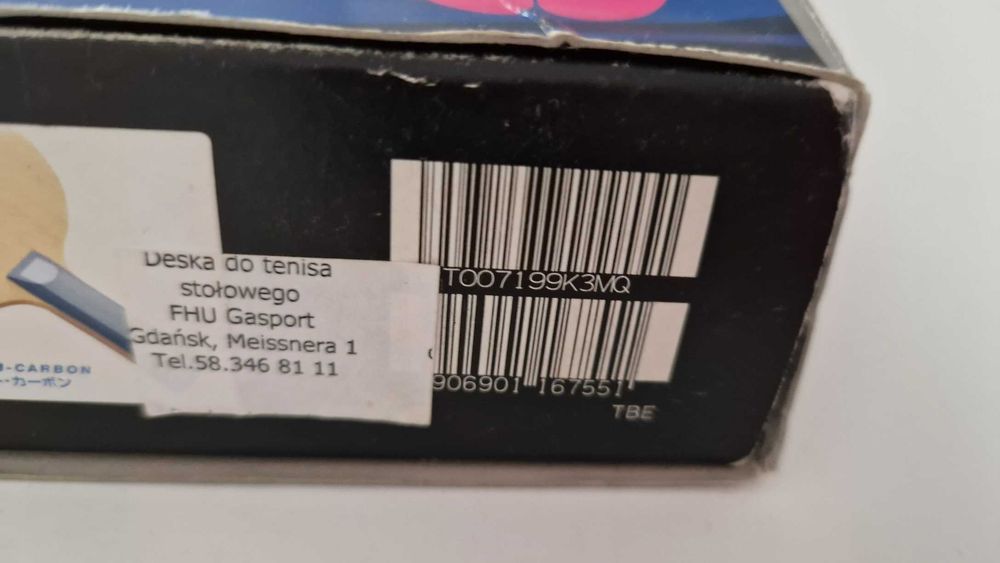 Deska do tenisa
stołowego
FHU Gasport
Gdańsk, Meissnera 1
Tel.58.346 81 11
-CARBON
・カーボン
T007199K3MQ
906901 167551
TBE